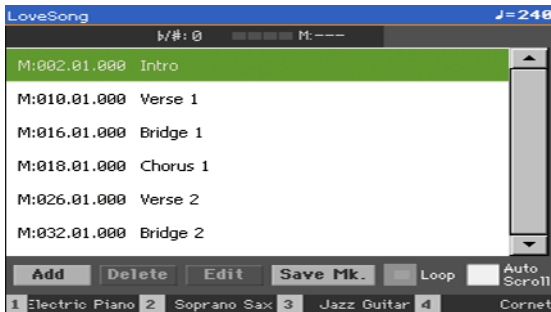 LoveSong ♩=240
b/#:0 M:---
M:002.01.000 Intro
M:010.01.000 Verse 1
M:016.01.000 Bridge 1
M:018.01.000 Chorus 1
M:026.01.000 Verse 2
M:032.01.000 Bridge 2
Add Delete Edit Save Mk. Loop Auto Scroll
1 Electric Piano 2 Soprano Sax 3 Jazz Guitar 4 Cornet